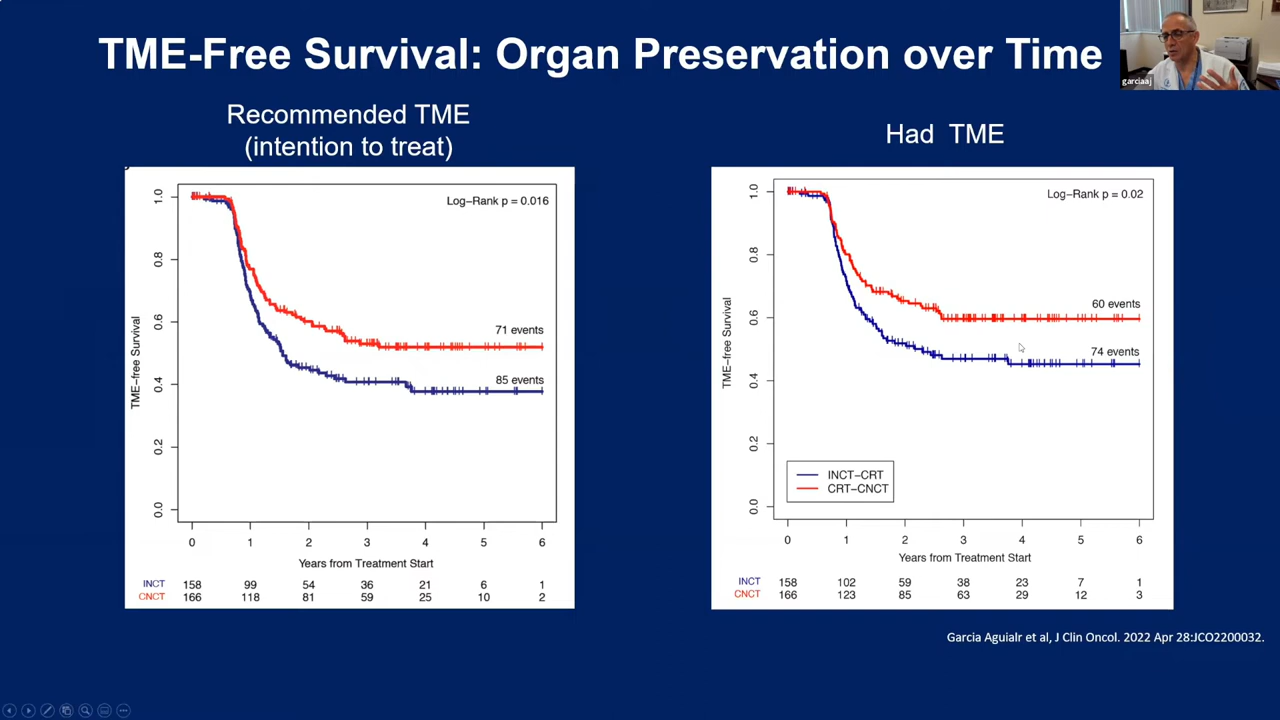 TME-Free Survival: Organ Preservation over Time
garciaaj
Recommended TME
(intention to treat)
Log-Rank p = 0.016
71 events
85 events
TME-free Survival
1.0
0.8
0.6
0.4
0.2
0.0
0 1 2 3 4 5 6
Years from Treatment Start
INCT 158 99 54 36 21 6 1
CNCT 166 118 81 59 25 10 2
Had TME
Log-Rank p = 0.02
60 events
74 events
TME-free Survival
1.0
0.8
0.6
0.4
0.2
0.0
INCT-CRT
CRT-CNCT
0 1 2 3 4 5 6
Years from Treatment Start
INCT 158 102 59 38 23 7 1
CNCT 166 123 85 63 29 12 3
Garcia Aguialr et al, J Clin Oncol. 2022 Apr 28:JCO2200032.